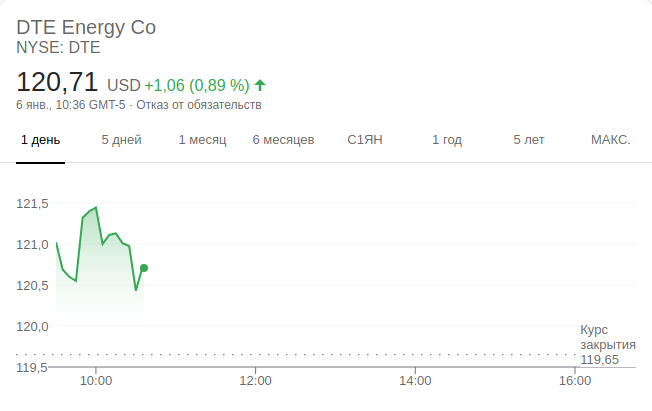 DTE Energy Co
NYSE: DTE
120,71 USD +1,06 (0,89 %)
6 янв., 10:36 GMT-5 · Отказ от обязательств
1 день 5 дней 1 месяц 6 месяцев С1ЯН 1 год 5 лет МАКС.
121,5
121,0
120,5
120,0
Курс
закрытия
119,65
119,5
10:00 12:00 14:00 16:00